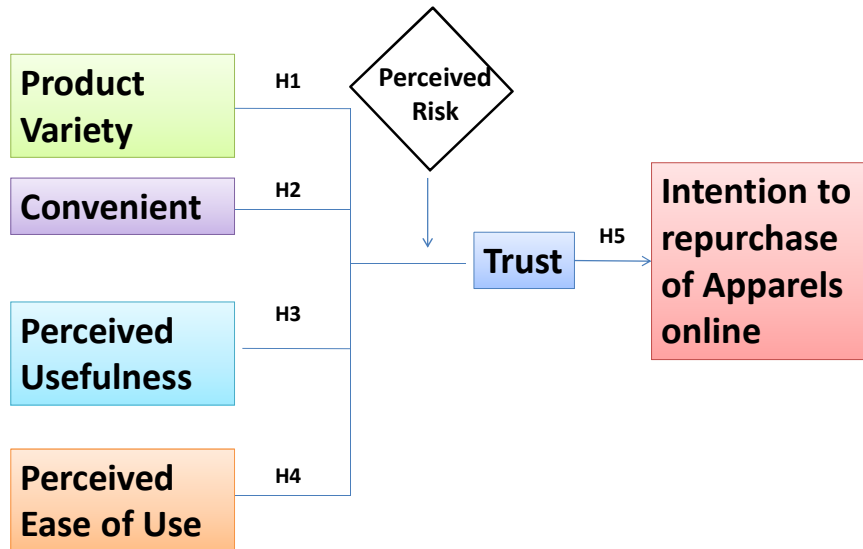 Product
Variety
H1
Perceived
Risk
Convenient
H2
Intention to
repurchase
of Apparels
online
Trust
H5
Perceived
Usefulness
H3
Perceived
Ease of Use
H4